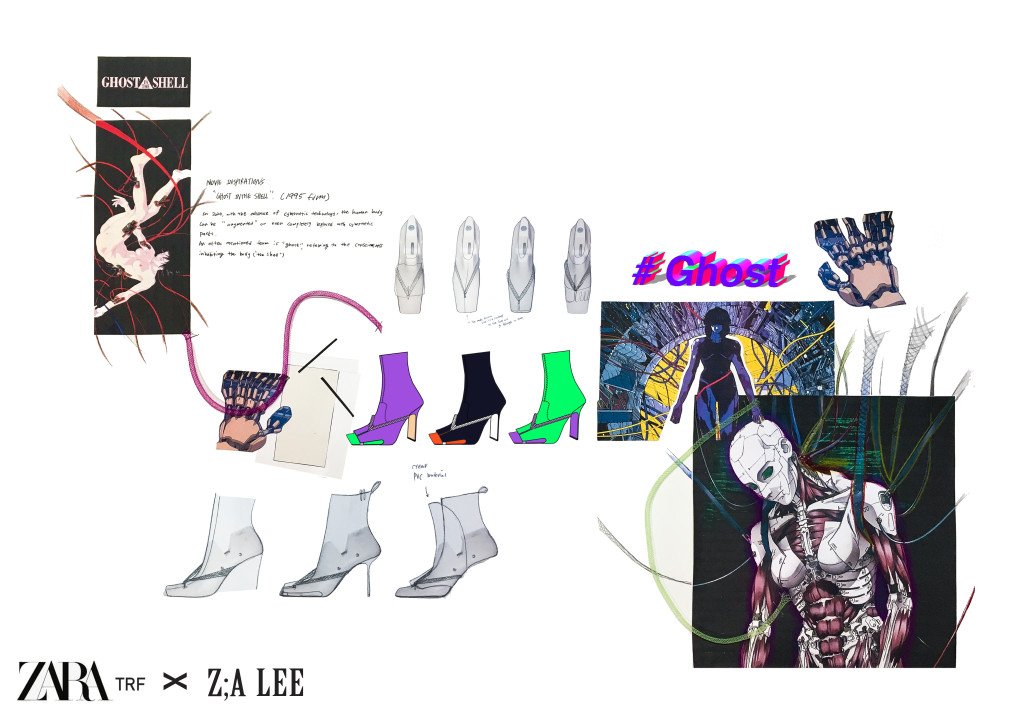 GHOST IN THE SHELL
MOVIE INSPIRATIONS
"GHOST IN THE SHELL". (1995 film)
In 2029, with the advance of cybernetic technology, the human body
can be "augmented" or even completely replaced with cybernetic
parts.
An often mentioned term is "ghost", referring to the consciousness
inhabiting the body ("the shell")
# Ghost
clear
PVC material
ZARA TRF X Z;A LEE